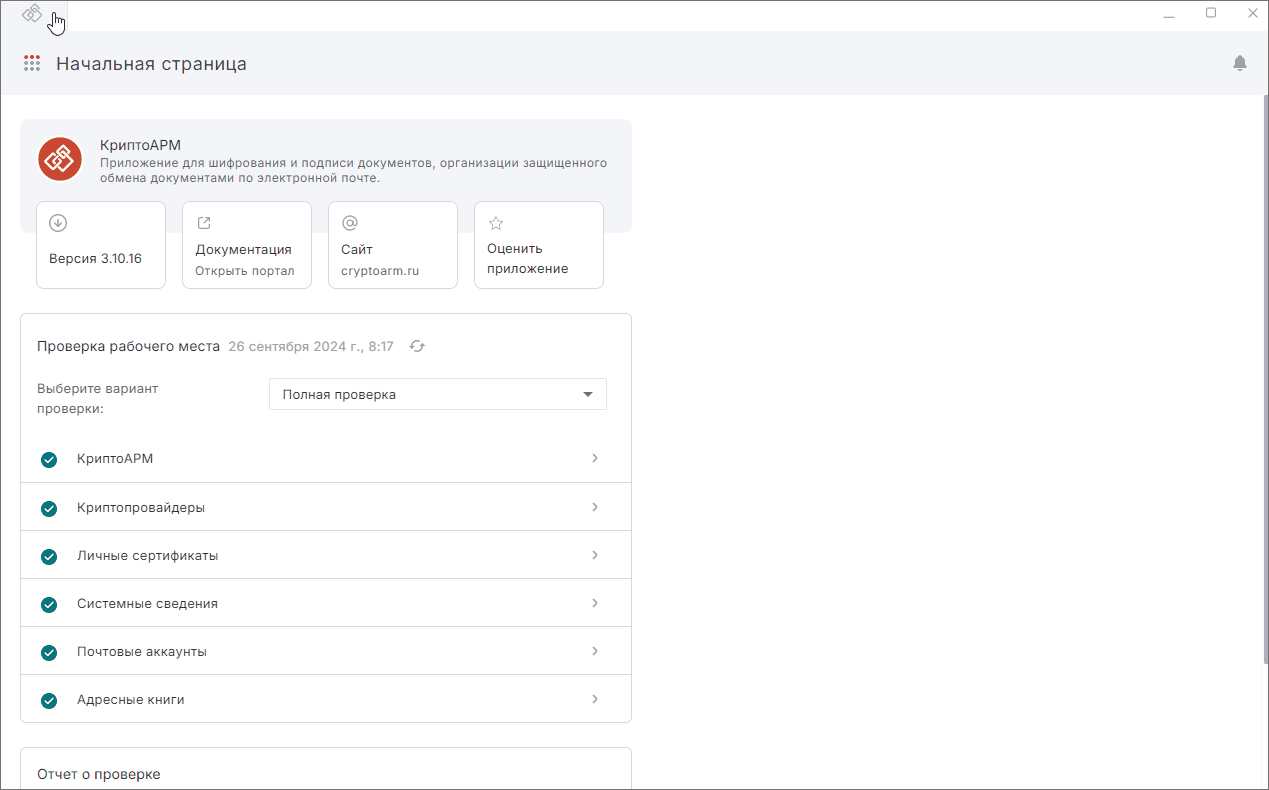 Начальная страница
КриптоАРМ
Приложение для шифрования и подписи документов, организации защищенного
обмена документами по электронной почте.
Версия 3.10.16
Документация
Открыть портал
Сайт
cryptoarm.ru
Оценить
приложение
Проверка рабочего места 26 сентября 2024 г., 8:17
Выберите вариант
проверки:
Полная проверка
КриптоАРМ
Криптопровайдеры
Личные сертификаты
Системные сведения
Почтовые аккаунты
Адресные книги
Отчет о проверке